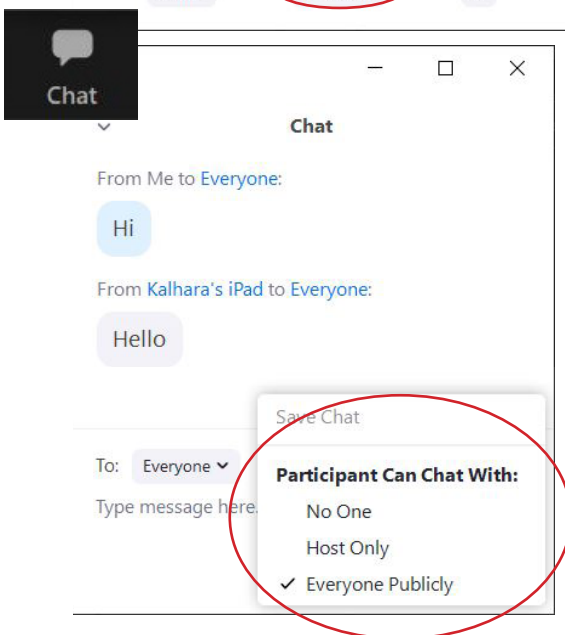 Chat
Chat
From Me to Everyone:
Hi
From Kalhara's iPad to Everyone:
Hello
Save Chat
To: Everyone
Participant Can Chat With:
Type message here
No One
Host Only
✓ Everyone Publicly